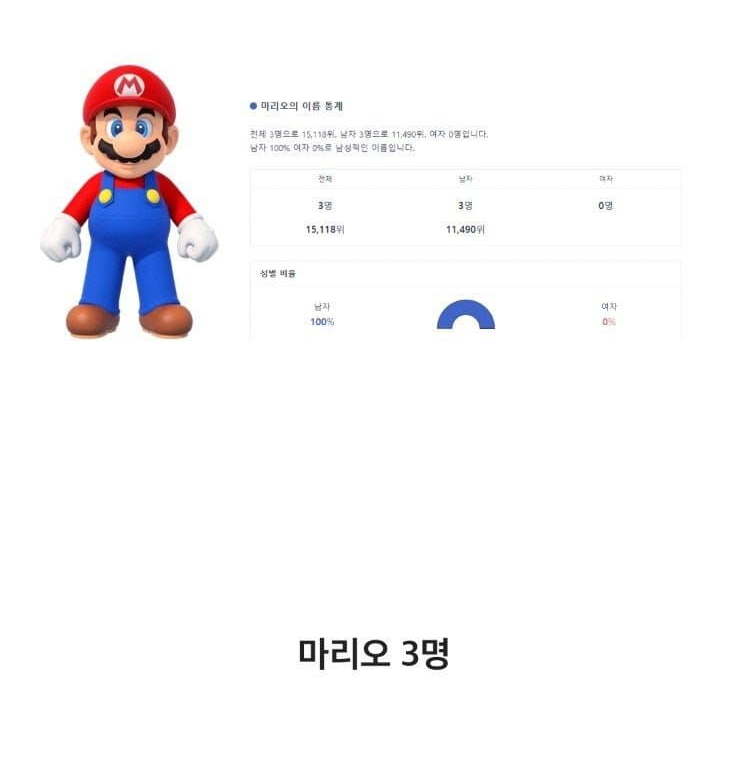 M
마리오의 이름 통계
전체 3명으로 15,118위, 남자 3명으로 11,490위, 여자 0명입니다.
남자 100% 여자 0%로 남성적인 이름입니다.
전체 남자 여자
3명 3명 0명
15,118위 11,490위
성별 비율
남자 여자
100% 0%
마리오 3명